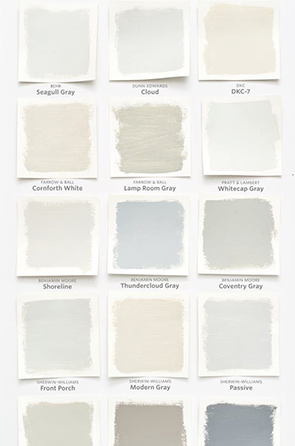 BEHR
Seagull Gray
DUNN-EDWARDS
Cloud
DKC
DKC-7
FARROW & BALL
Cornforth White
FARROW & BALL
Lamp Room Gray
PRATT & LAMBERT
Whitecap Gray
BENJAMIN MOORE
Shoreline
BENJAMIN MOORE
Thundercloud Gray
BENJAMIN MOORE
Coventry Gray
SHERWIN-WILLIAMS
Front Porch
SHERWIN-WILLIAMS
Modern Gray
SHERWIN-WILLIAMS
Passive